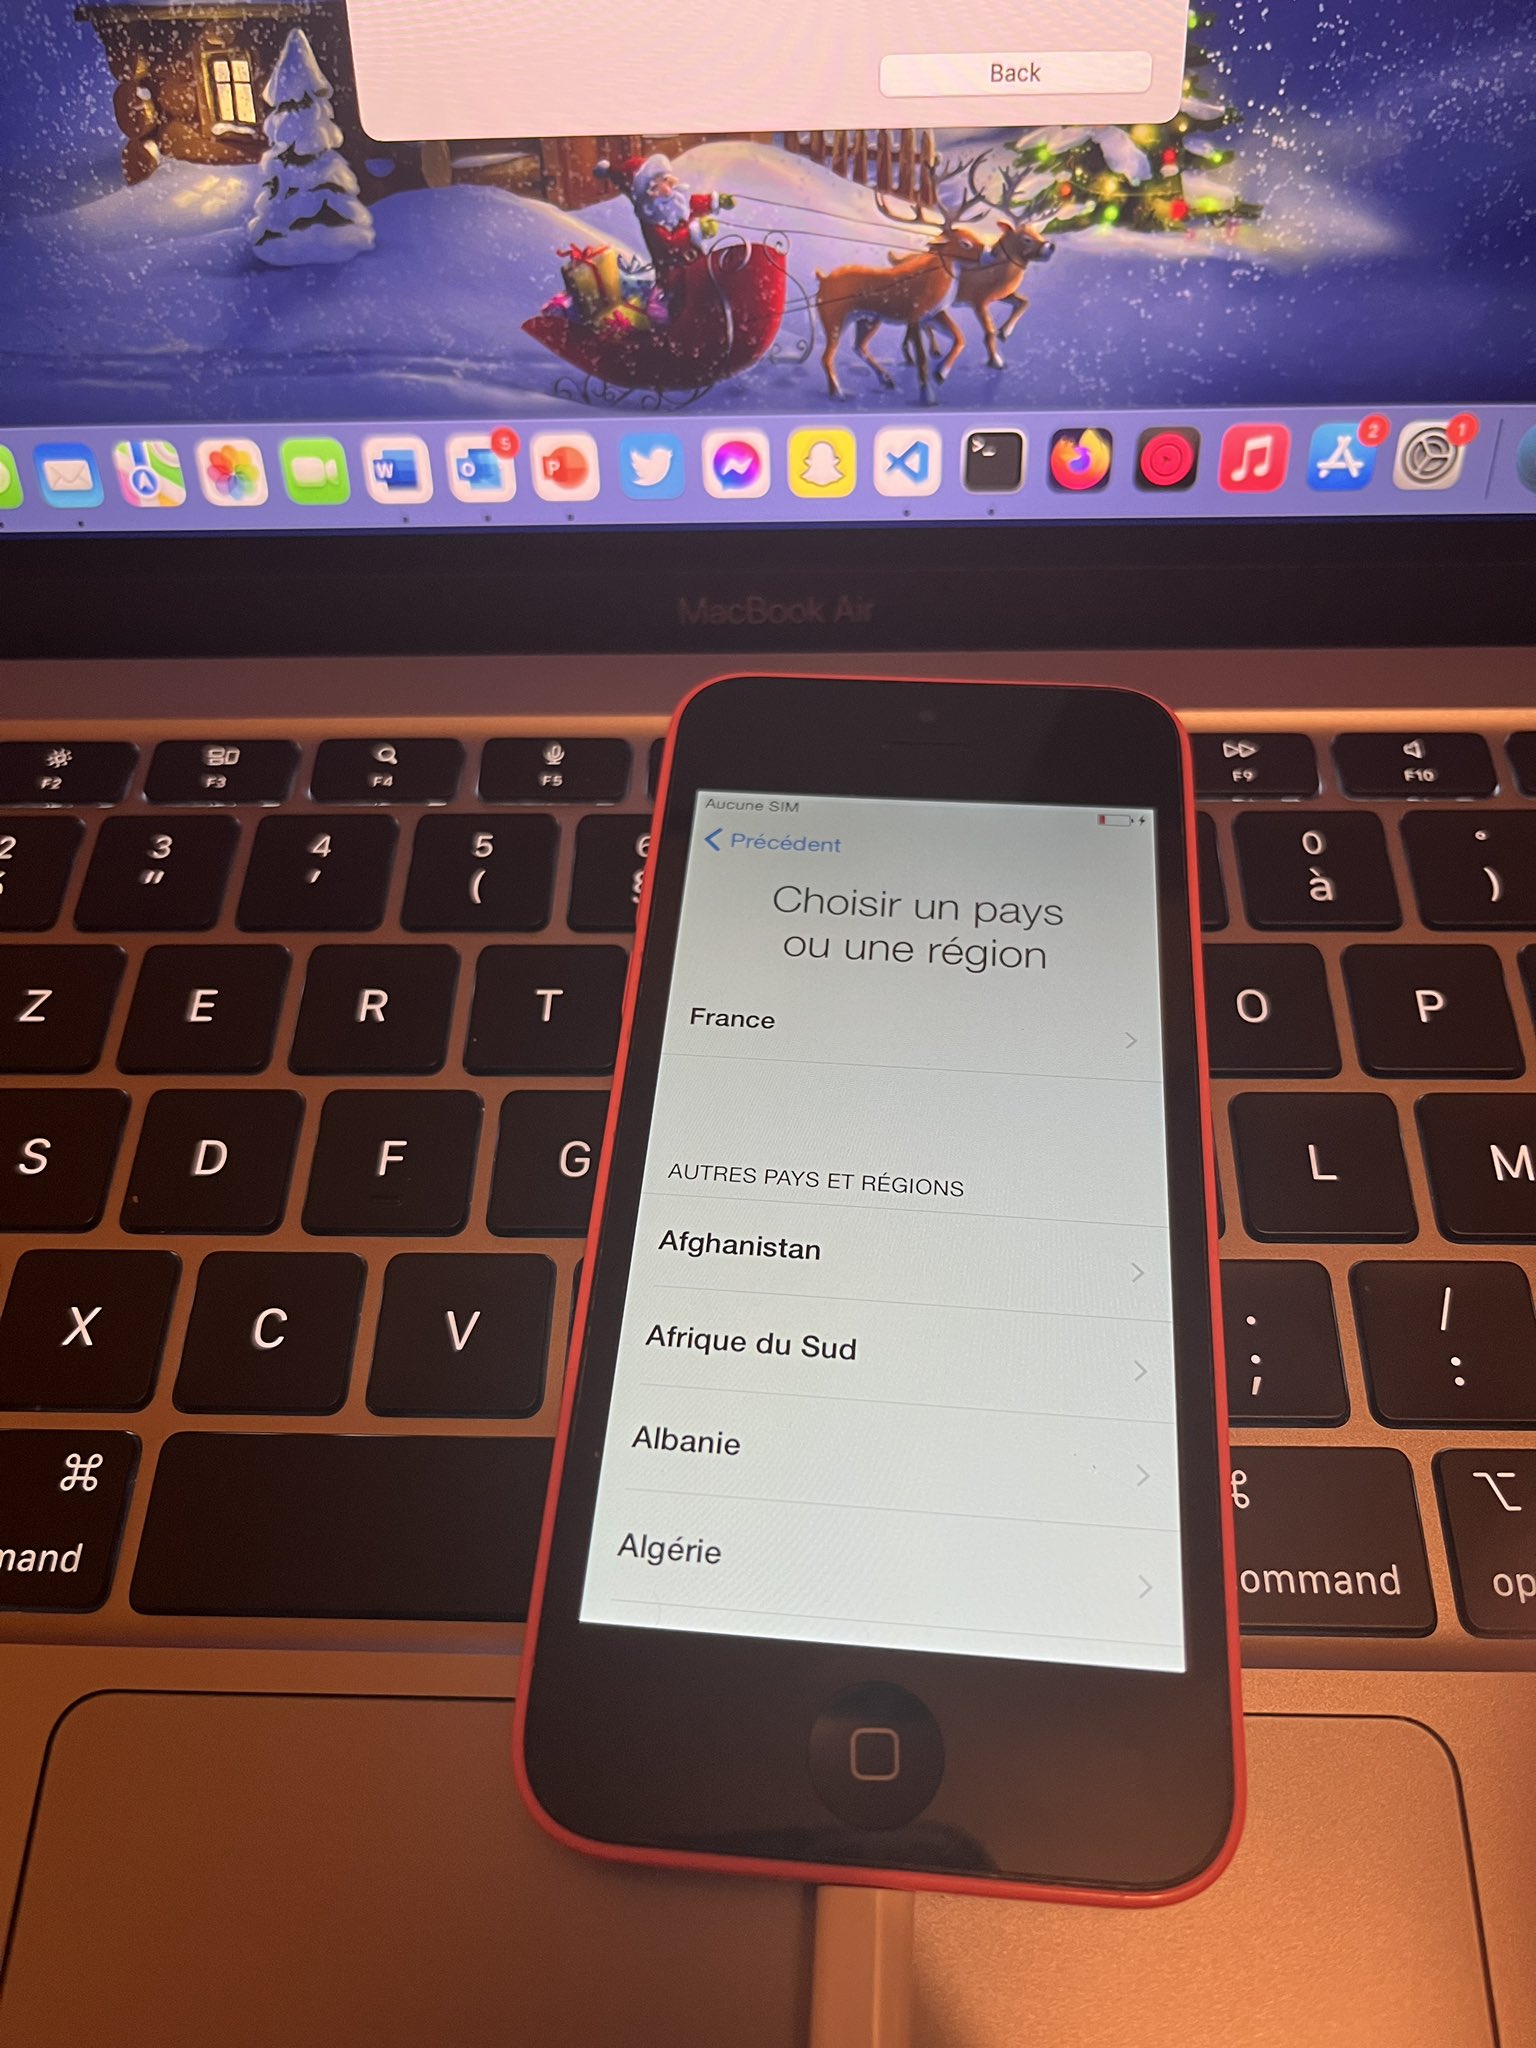 Back
W
O
5
P
2
1
MacBook Air
F2
F3
F4
F5
F9
F10
2
3
"
4
'
5
(
6
§
0
à
°
)
Z
E
R
T
O
P
S
D
F
G
L
M
X
C
V
.
;
/
:
⌘
mand
⌘
ommand
⌥
op
Aucune SIM
Précédent
Choisir un pays
ou une région
France
AUTRES PAYS ET RÉGIONS
Afghanistan
Afrique du Sud
Albanie
Algérie